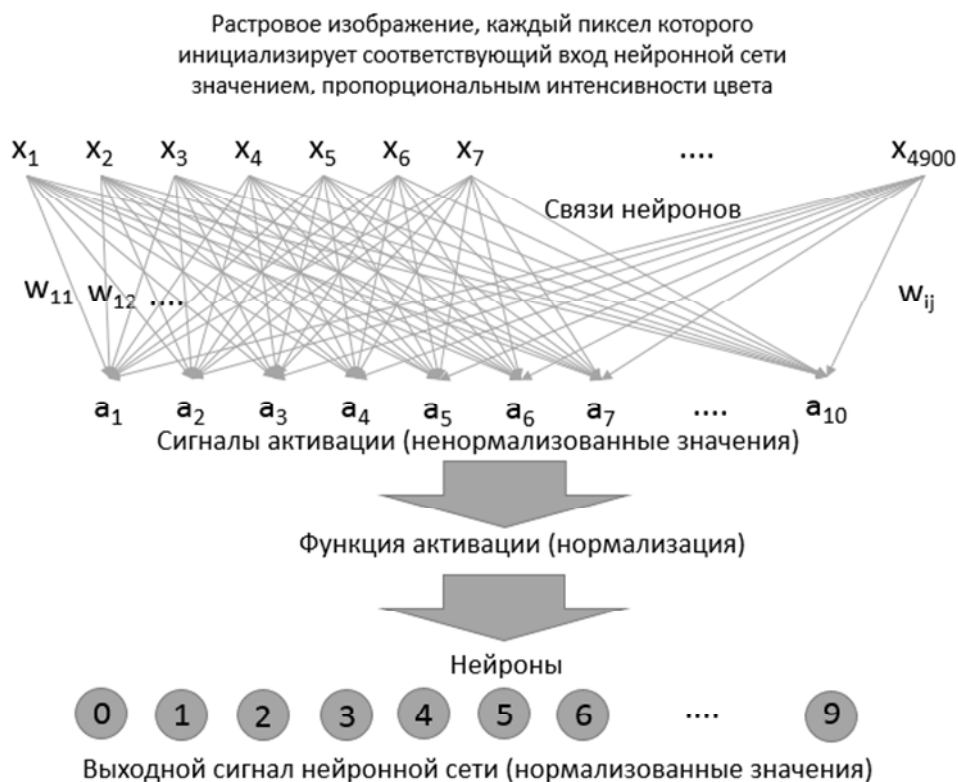 Растровое изображение, каждый пиксел которого
инициализирует соответствующий вход нейронной сети
значением, пропорциональным интенсивности цвета
x₁ x₂ x₃ x₄ x₅ x₆ x₇ .... x₄₉₀₀
Связи нейронов
w₁₁ w₁₂ .... wᵢⱼ
a₁ a₂ a₃ a₄ a₅ a₆ a₇ .... a₁₀
Сигналы активации (ненормализованные значения)
Функция активации (нормализация)
Нейроны
0 1 2 3 4 5 6 .... 9
Выходной сигнал нейронной сети (нормализованные значения)